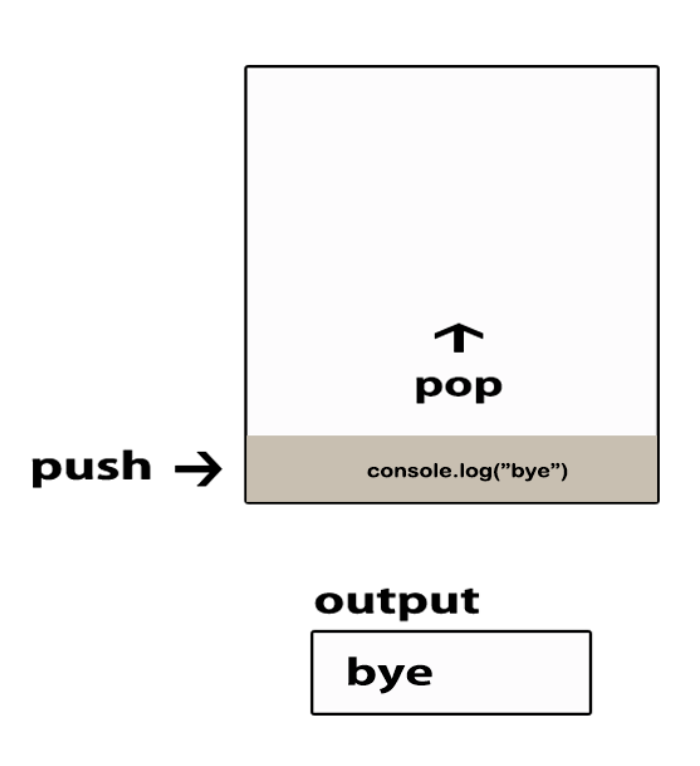 ↑
pop
push →
console.log(”bye”)
output
bye